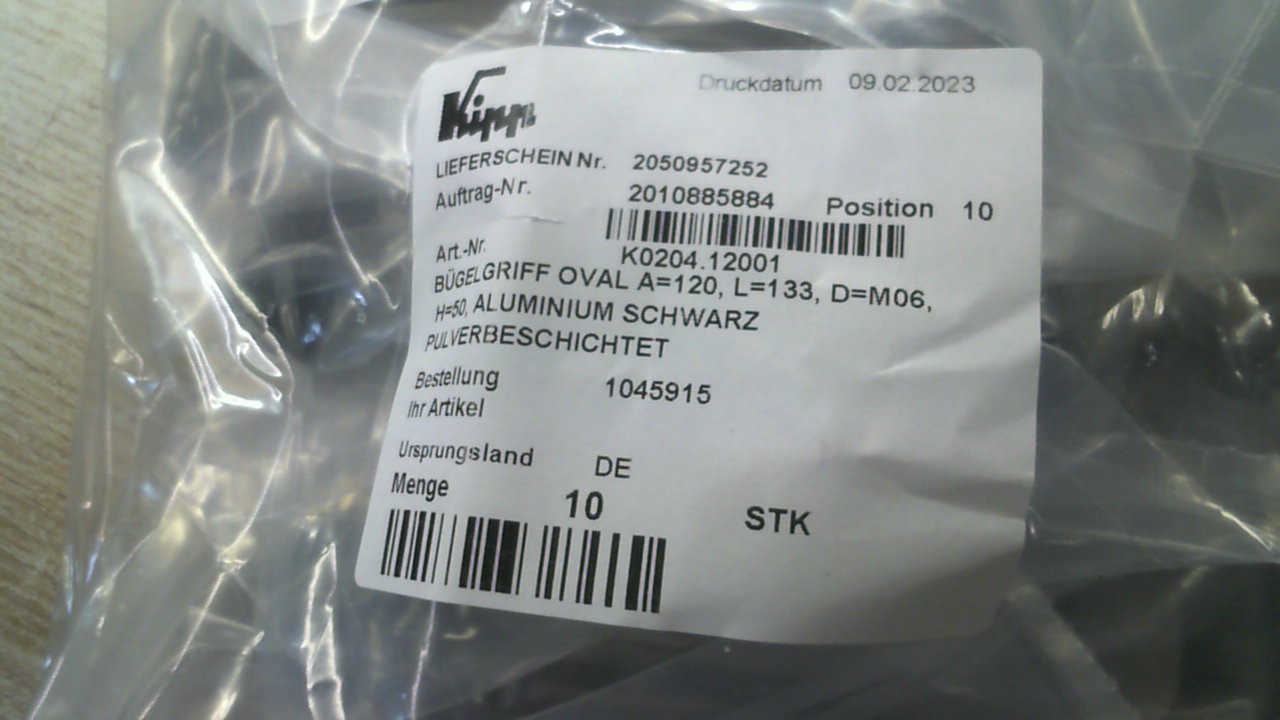 Kipp
Druckdatum 09.02.2023
LIEFERSCHEIN Nr. 2050957252
Auftrag-Nr. 2010885884 Position 10
Art.-Nr. K0204.12001
BÜGELGRIFF OVAL A=120, L=133, D=M06,
H=50, ALUMINIUM SCHWARZ
PULVERBESCHICHTET
Bestellung 1045915
Ihr Artikel
Ursprungsland DE
Menge 10 STK